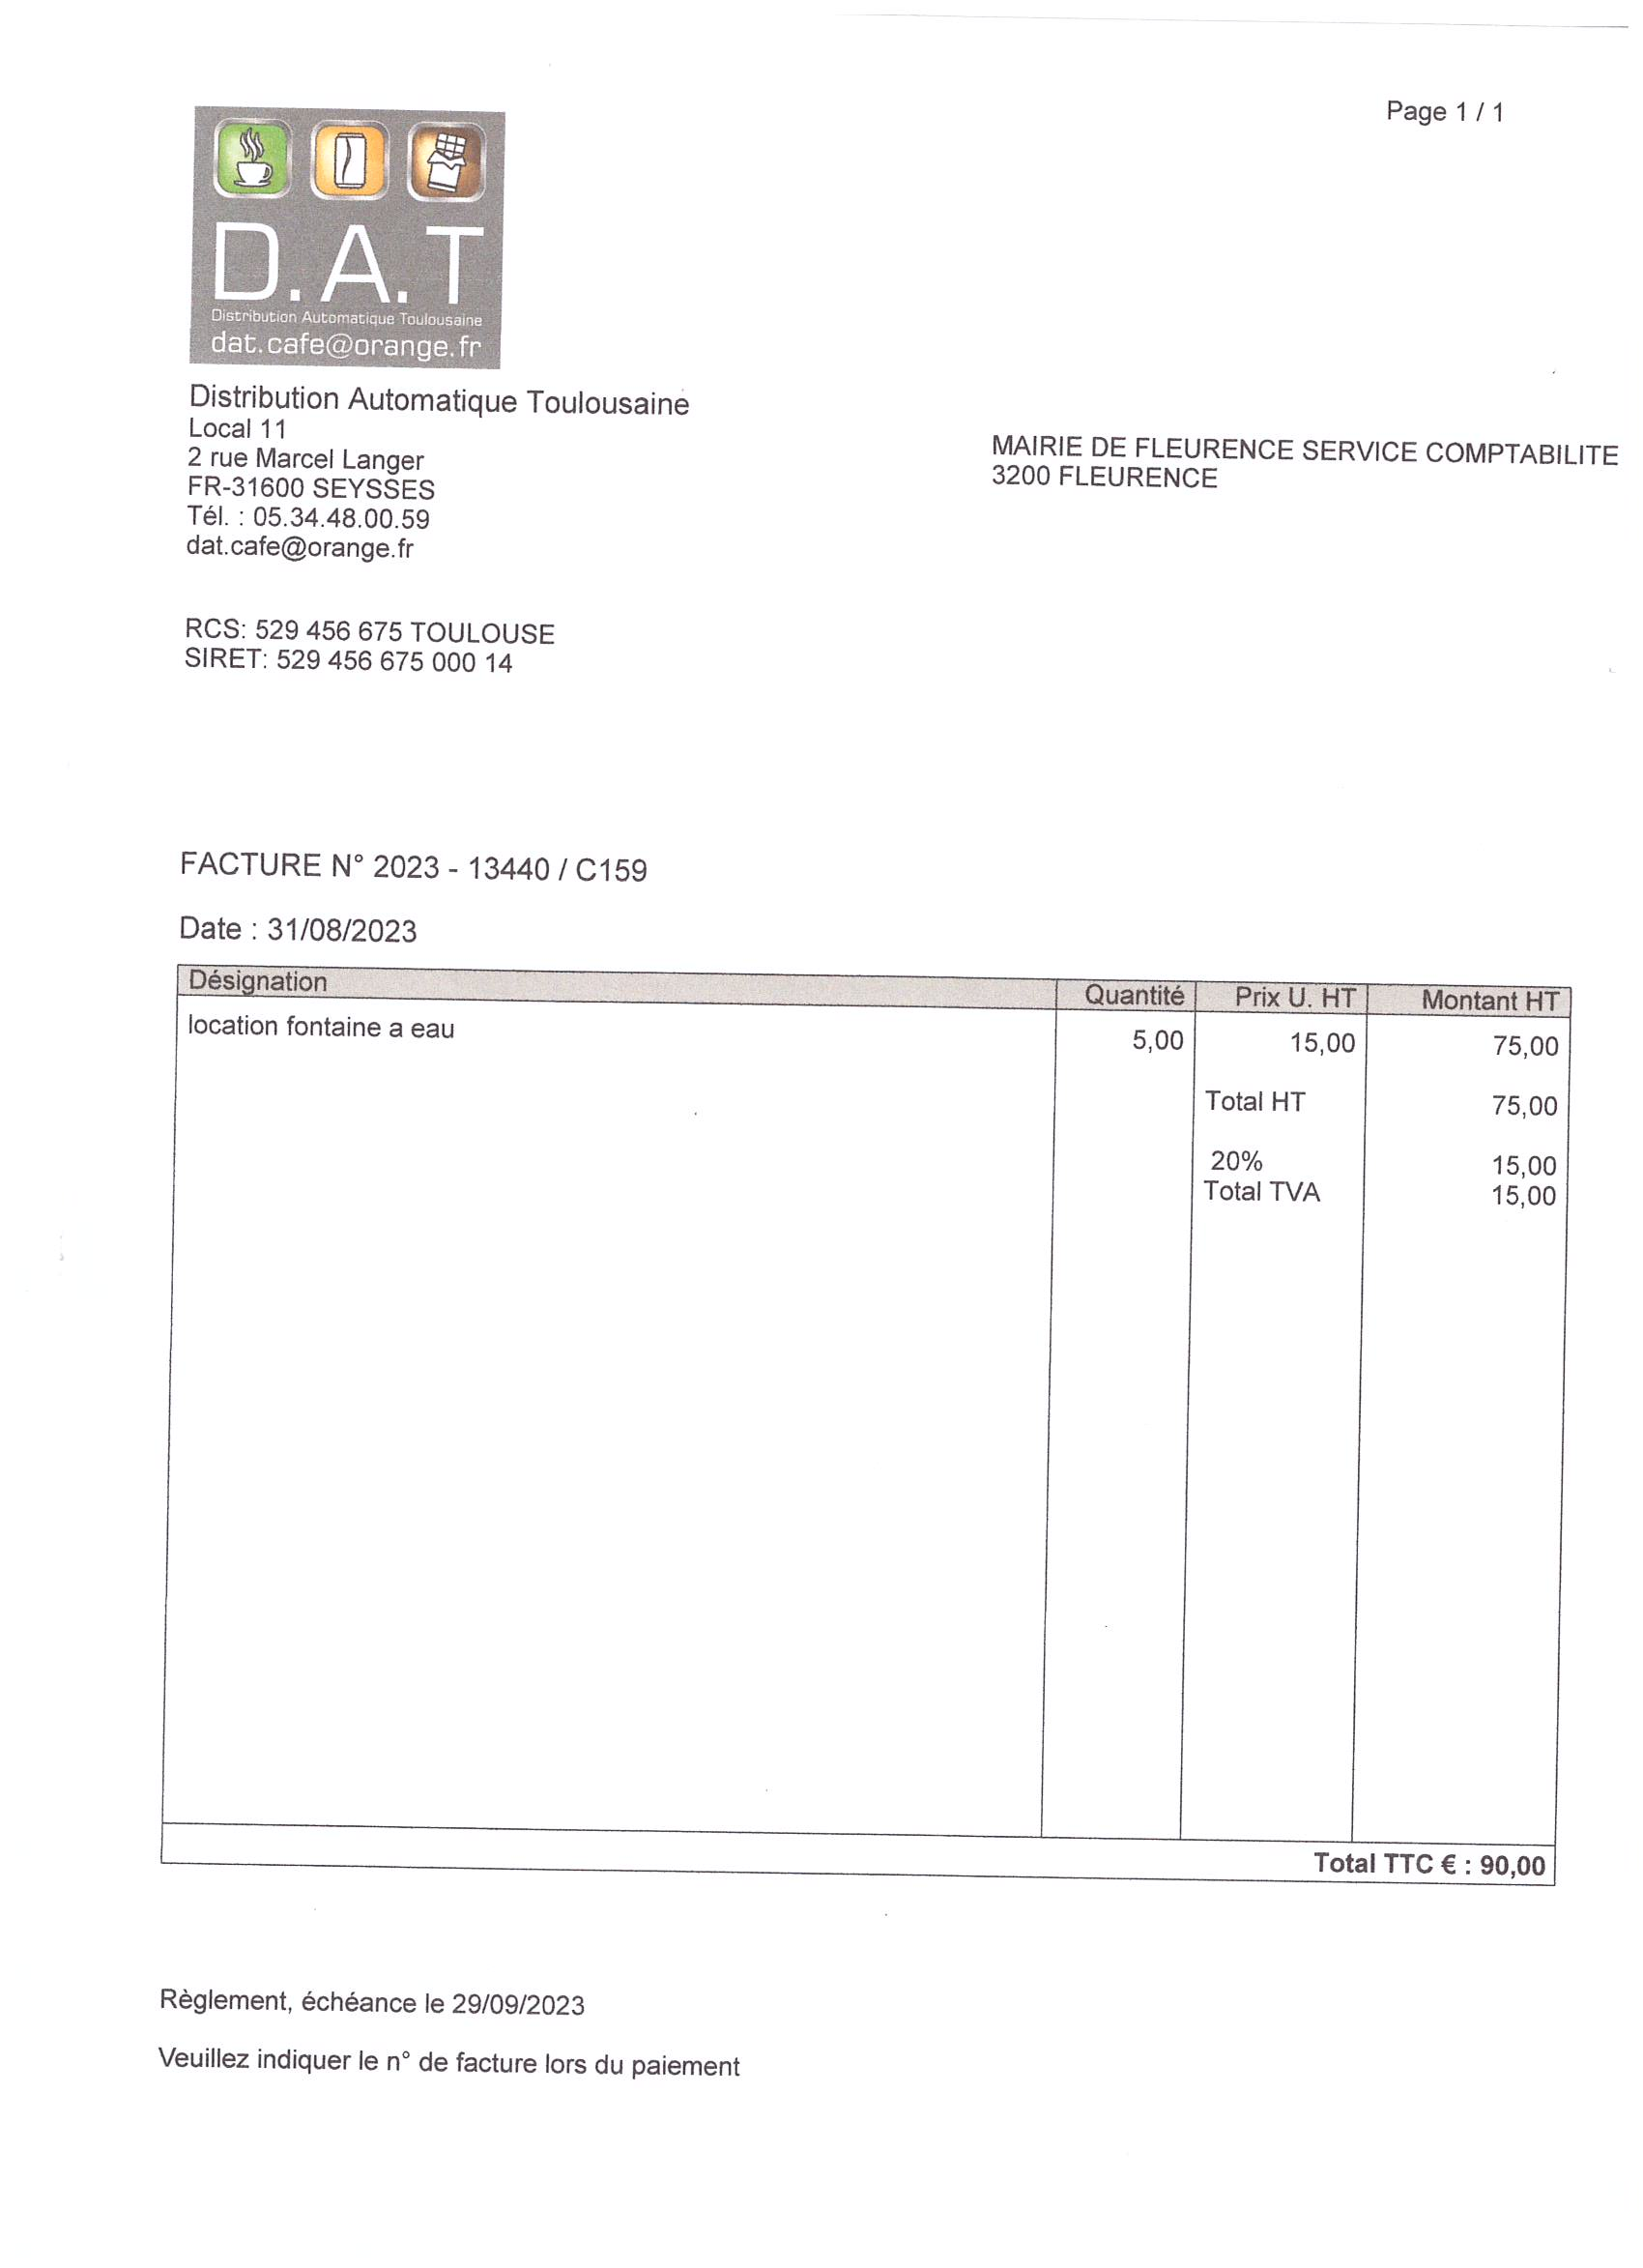 Page 1 / 1
D.A.T
Distribution Automatique Toulousaine
dat.cafe@orange.fr
Distribution Automatique Toulousaine
Local 11
2 rue Marcel Langer
FR-31600 SEYSSES
Tél. : 05.34.48.00.59
dat.cafe@orange.fr
MAIRIE DE FLEURENCE SERVICE COMPTABILITE
3200 FLEURENCE
RCS: 529 456 675 TOULOUSE
SIRET: 529 456 675 000 14
FACTURE N° 2023 - 13440 / C159
Date : 31/08/2023
Désignation Quantité Prix U. HT Montant HT
location fontaine a eau 5,00 15,00 75,00
Total HT 75,00
20% 15,00
Total TVA 15,00
Total TTC € : 90,00
Règlement, échéance le 29/09/2023
Veuillez indiquer le n° de facture lors du paiement